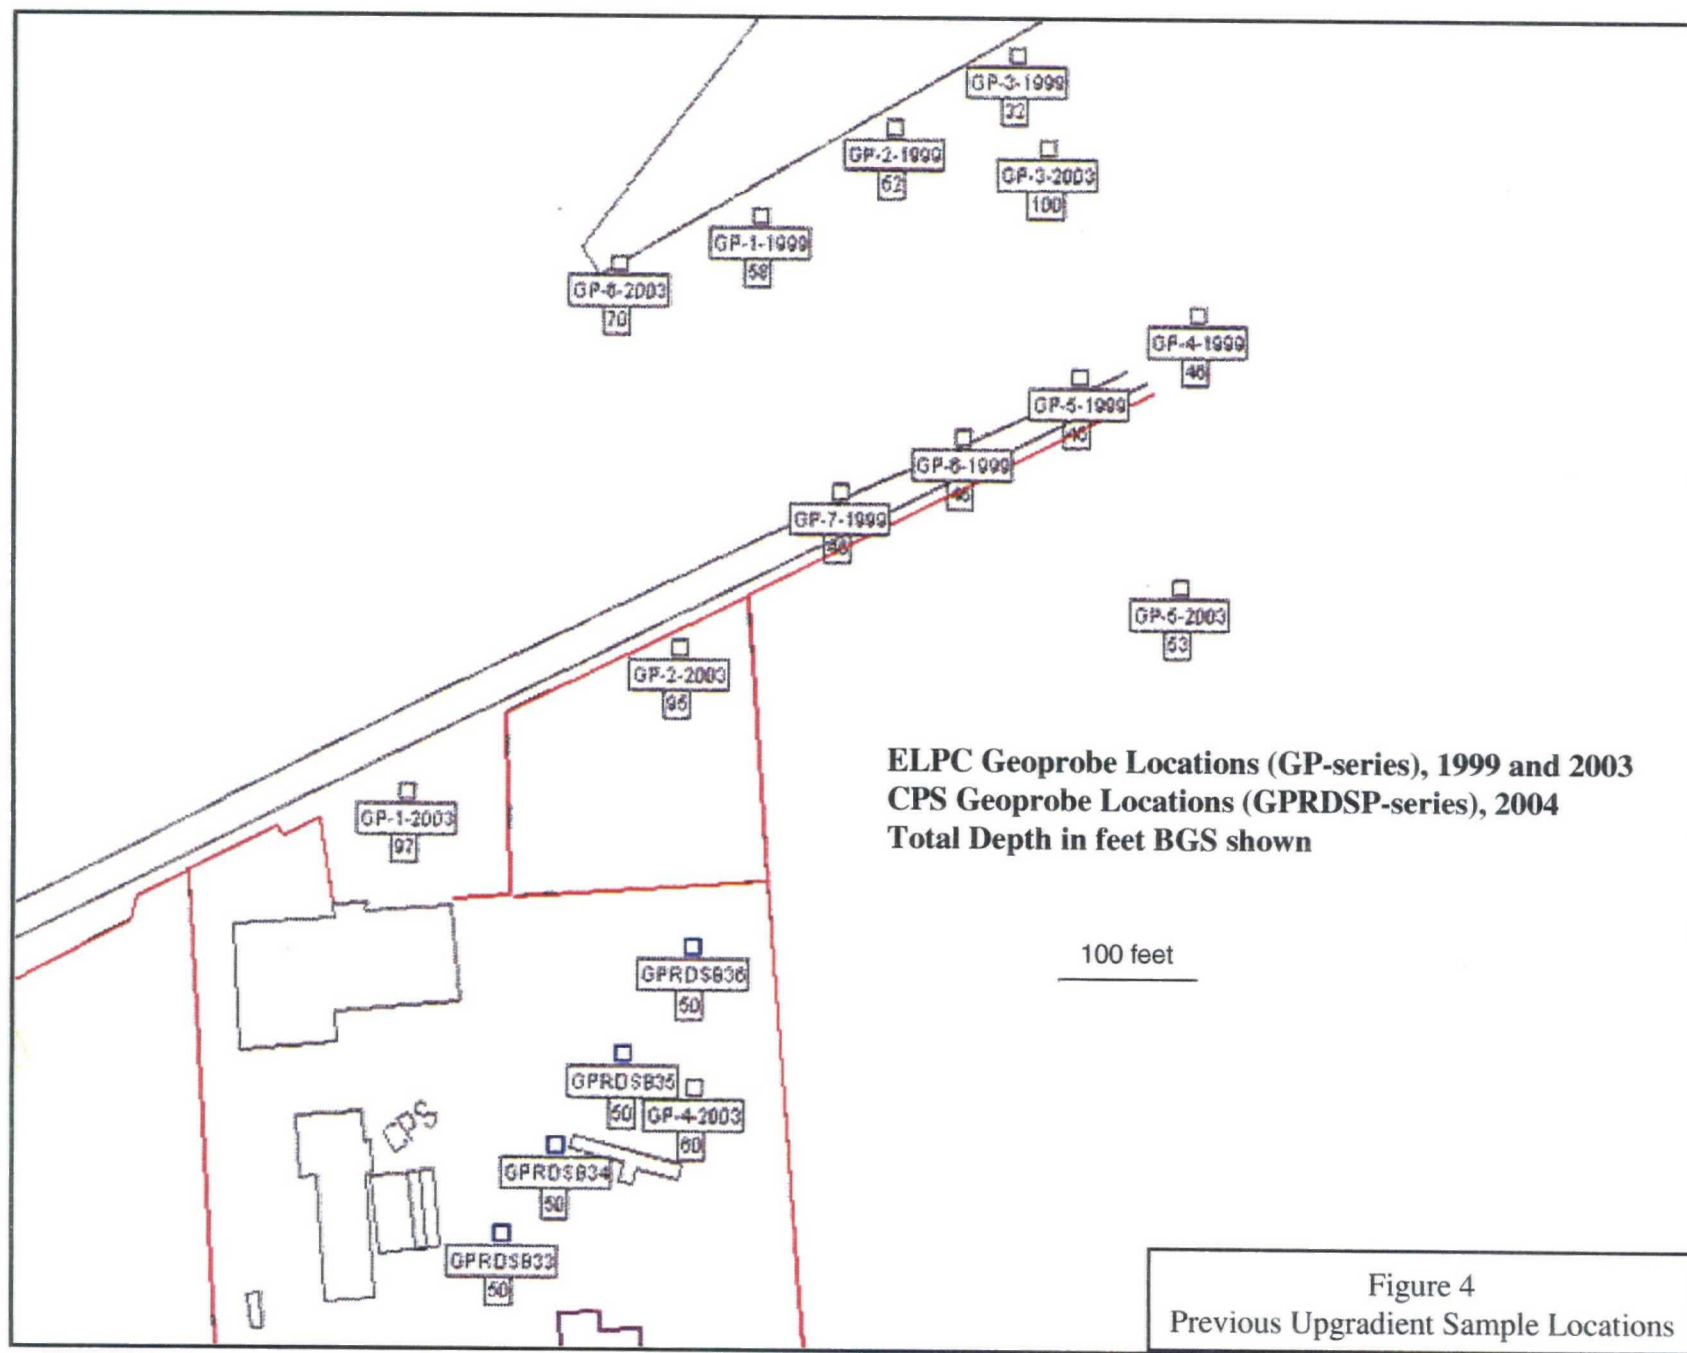 GP-3-1999
32
GP-2-1999
62
GP-3-2003
100
GP-1-1999
58
GP-6-2003
70
GP-4-1999
46
GP-5-1999
GP-6-1999
GP-7-1999
GP-5-2003
53
GP-2-2003
95
ELPC Geoprobe Locations (GP-series), 1999 and 2003
CPS Geoprobe Locations (GPRDSP-series), 2004
Total Depth in feet BGS shown
GP-1-2003
97
100 feet
GPRDSB36
50
GPRDSB35
50
GP-4-2003
60
CPS
GPRDSB34
50
GPRDSB33
50
Figure 4
Previous Upgradient Sample Locations